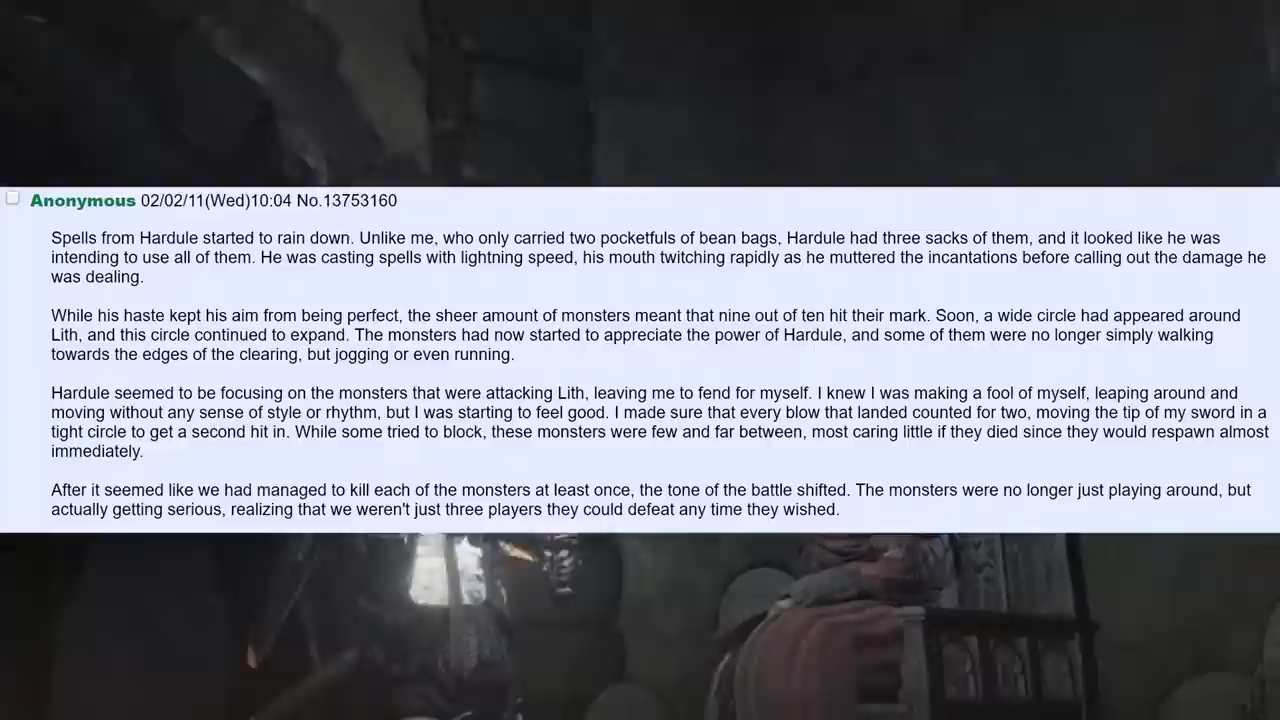 Anonymous 02/02/11(Wed)10:04 No.13753160
Spells from Hardule started to rain down. Unlike me, who only carried two pocketfuls of bean bags, Hardule had three sacks of them, and it looked like he was
intending to use all of them. He was casting spells with lightning speed, his mouth twitching rapidly as he muttered the incantations before calling out the damage he
was dealing.
While his haste kept his aim from being perfect, the sheer amount of monsters meant that nine out of ten hit their mark. Soon, a wide circle had appeared around
Lith, and this circle continued to expand. The monsters had now started to appreciate the power of Hardule, and some of them were no longer simply walking
towards the edges of the clearing, but jogging or even running.
Hardule seemed to be focusing on the monsters that were attacking Lith, leaving me to fend for myself. I knew I was making a fool of myself, leaping around and
moving without any sense of style or rhythm, but I was starting to feel good. I made sure that every blow that landed counted for two, moving the tip of my sword in a
tight circle to get a second hit in. While some tried to block, these monsters were few and far between, most caring little if they died since they would respawn almost
immediately.
After it seemed like we had managed to kill each of the monsters at least once, the tone of the battle shifted. The monsters were no longer just playing around, but
actually getting serious, realizing that we weren't just three players they could defeat any time they wished.